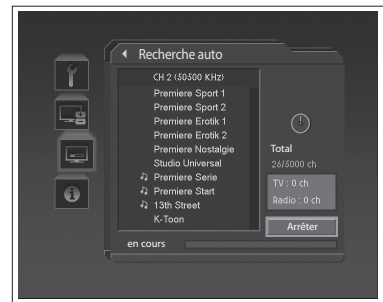 Recherche auto
CH 2 (50500 KHz)
Premiere Sport 1
Premiere Sport 2
Premiere Erotik 1
Premiere Erotik 2
Premiere Nostalgie
Studio Universal
Premiere Serie
Premiere Start
13th Street
K-Toon
Total
26/5000 ch
TV : 0 ch
Radio : 0 ch
Arrêter
en cours